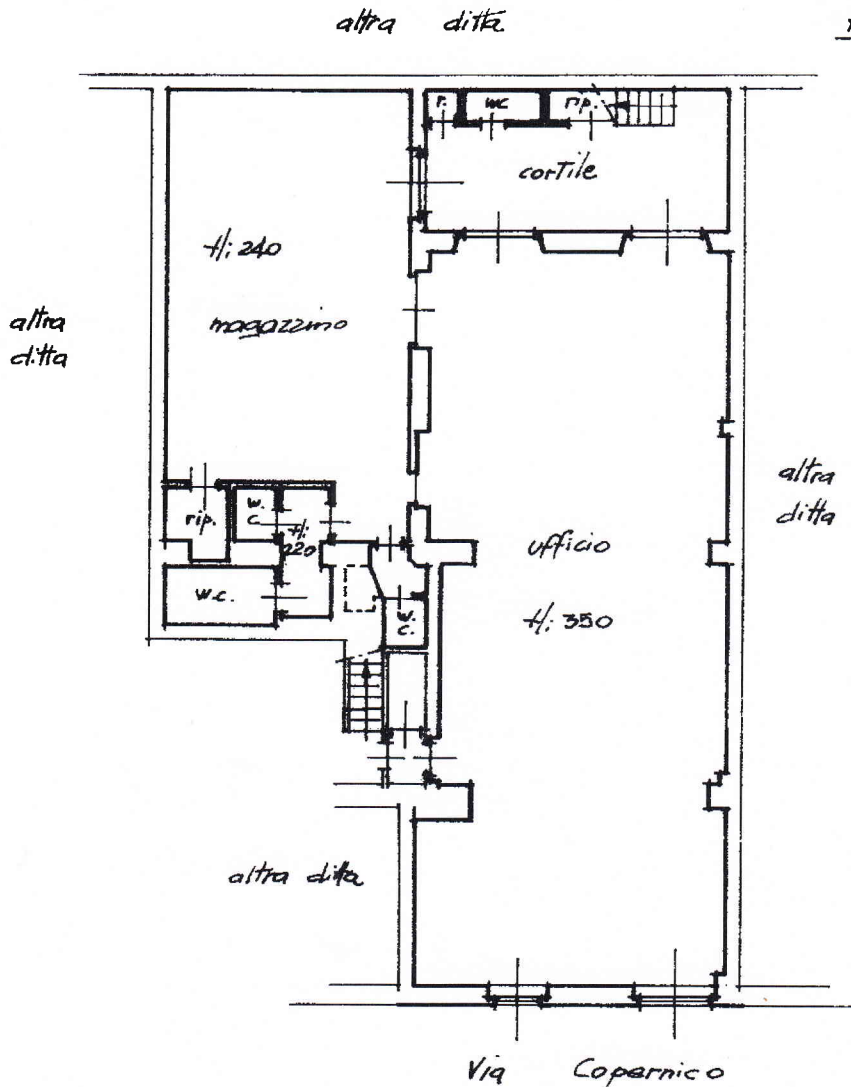 altra ditta
r. wc rip.
cortile
H: 240
altra
ditta
magazzino
altra
ditta
rip.
w.
c.
H:
220
ufficio
w.c.
w.
c.
H: 350
altra ditta
Via Copernico